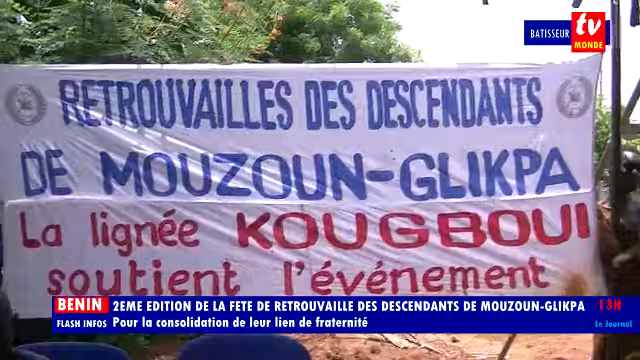 BATISSEUR tv
MONDE
RETROUVAILLES DES DESCENDANTS
DE MOUZOUN-GLIKPA
La lignée KOUGBOUI
soutient l'événement
BENIN 2EME EDITION DE LA FETE DE RETROUVAILLE DES DESCENDANTS DE MOUZOUN-GLIKPA 13H
FLASH INFOS Pour la consolidation de leur lien de fraternité Le Journal